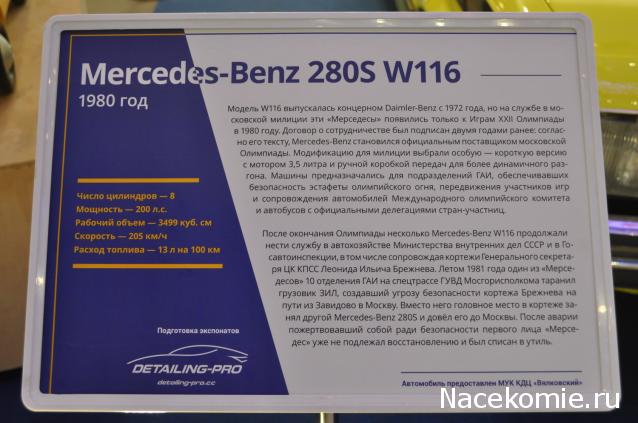 Mercedes-Benz 280S W116
1980 год
Модель W116 выпускалась концерном Daimler-Benz с 1972 года, но на службе в мо-
сковской милиции эти «Мерседесы» появились только к Играм XXII Олимпиады
в 1980 году. Договор о сотрудничестве был подписан двумя годами ранее: соглас-
но его тексту, Mercedes-Benz становился официальным поставщиком московской
Олимпиады. Модификацию для милиции выбрали особую — короткую версию
с мотором 3,5 литра и ручной коробкой передач для более динамичного раз-
гона. Машины предназначались для подразделений ГАИ, обеспечивавших
безопасность эстафеты олимпийского огня, передвижения участников игр
и сопровождения автомобилей Международного олимпийского комитета
и автобусов с официальными делегациями стран-участниц.
Число цилиндров — 8
Мощность — 200 л.с.
Рабочий объем — 3499 куб. см
Скорость — 205 км/ч
Расход топлива — 13 л на 100 км
После окончания Олимпиады несколько Mercedes-Benz W116 продолжали
нести службу в автохозяйстве Министерства внутренних дел СССР и в Го-
савтоинспекции, в том числе сопровождая кортежи Генерального секрета-
ря ЦК КПСС Леонида Ильича Брежнева. Летом 1981 года один из «Мерсе-
десов» 10 отделения ГАИ на спецтрассе ГУВД Мосгорисполкома таранил
грузовик ЗИЛ, создавший угрозу безопасности кортежа Брежнева на
пути из Завидово в Москву. Вместо него головное место в кортеже за-
нял другой Mercedes-Benz 280S и довёл его до Москвы. После аварии
пожертвовавший собой ради безопасности первого лица «Мерсе-
дес» уже не подлежал восстановлению и был списан в утиль.
Подготовка экспонатов
DETAILING-PRO
detailing-pro.cc
Автомобиль предоставлен МУК КДЦ «Вялковский»
Nacekomie.ru